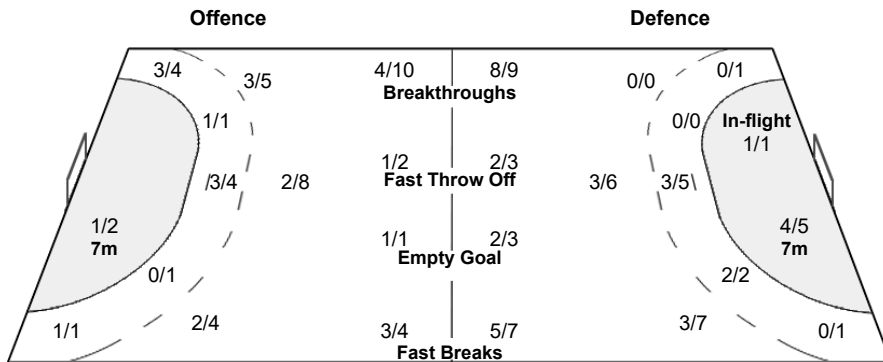 Offence Defence
3/4 3/5 4/10 8/9 0/0 0/1
Breakthroughs
1/1 0/0 In-flight
1/1
1/2 2/3
3/4 2/8 Fast Throw Off 3/6 3/5
1/2 1/1 2/3 4/5
7m Empty Goal 7m
0/1 2/2
1/1 2/4 3/4 5/7 3/7 0/1
Fast Breaks